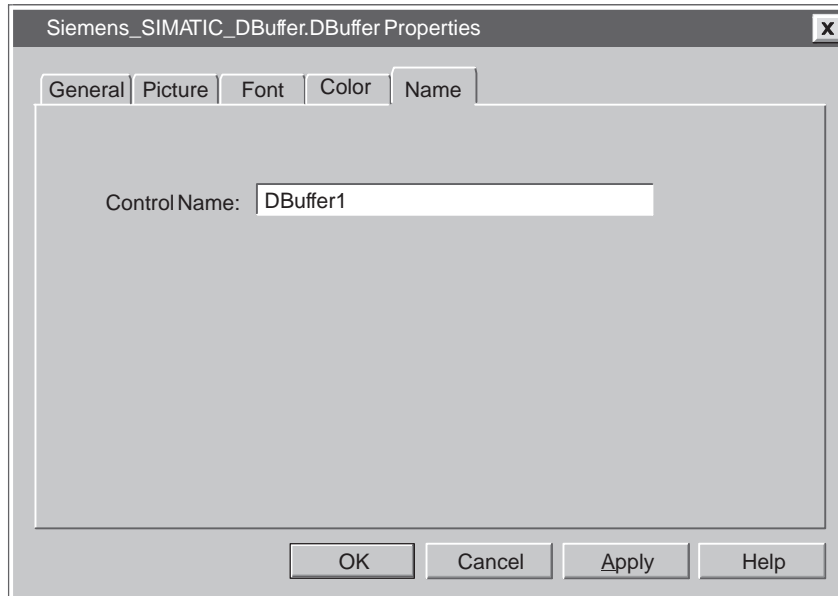 Siemens_SIMATIC_DBuffer.DBuffer Properties x
General Picture Font Color Name
Control Name: DBuffer1
OK Cancel Apply Help